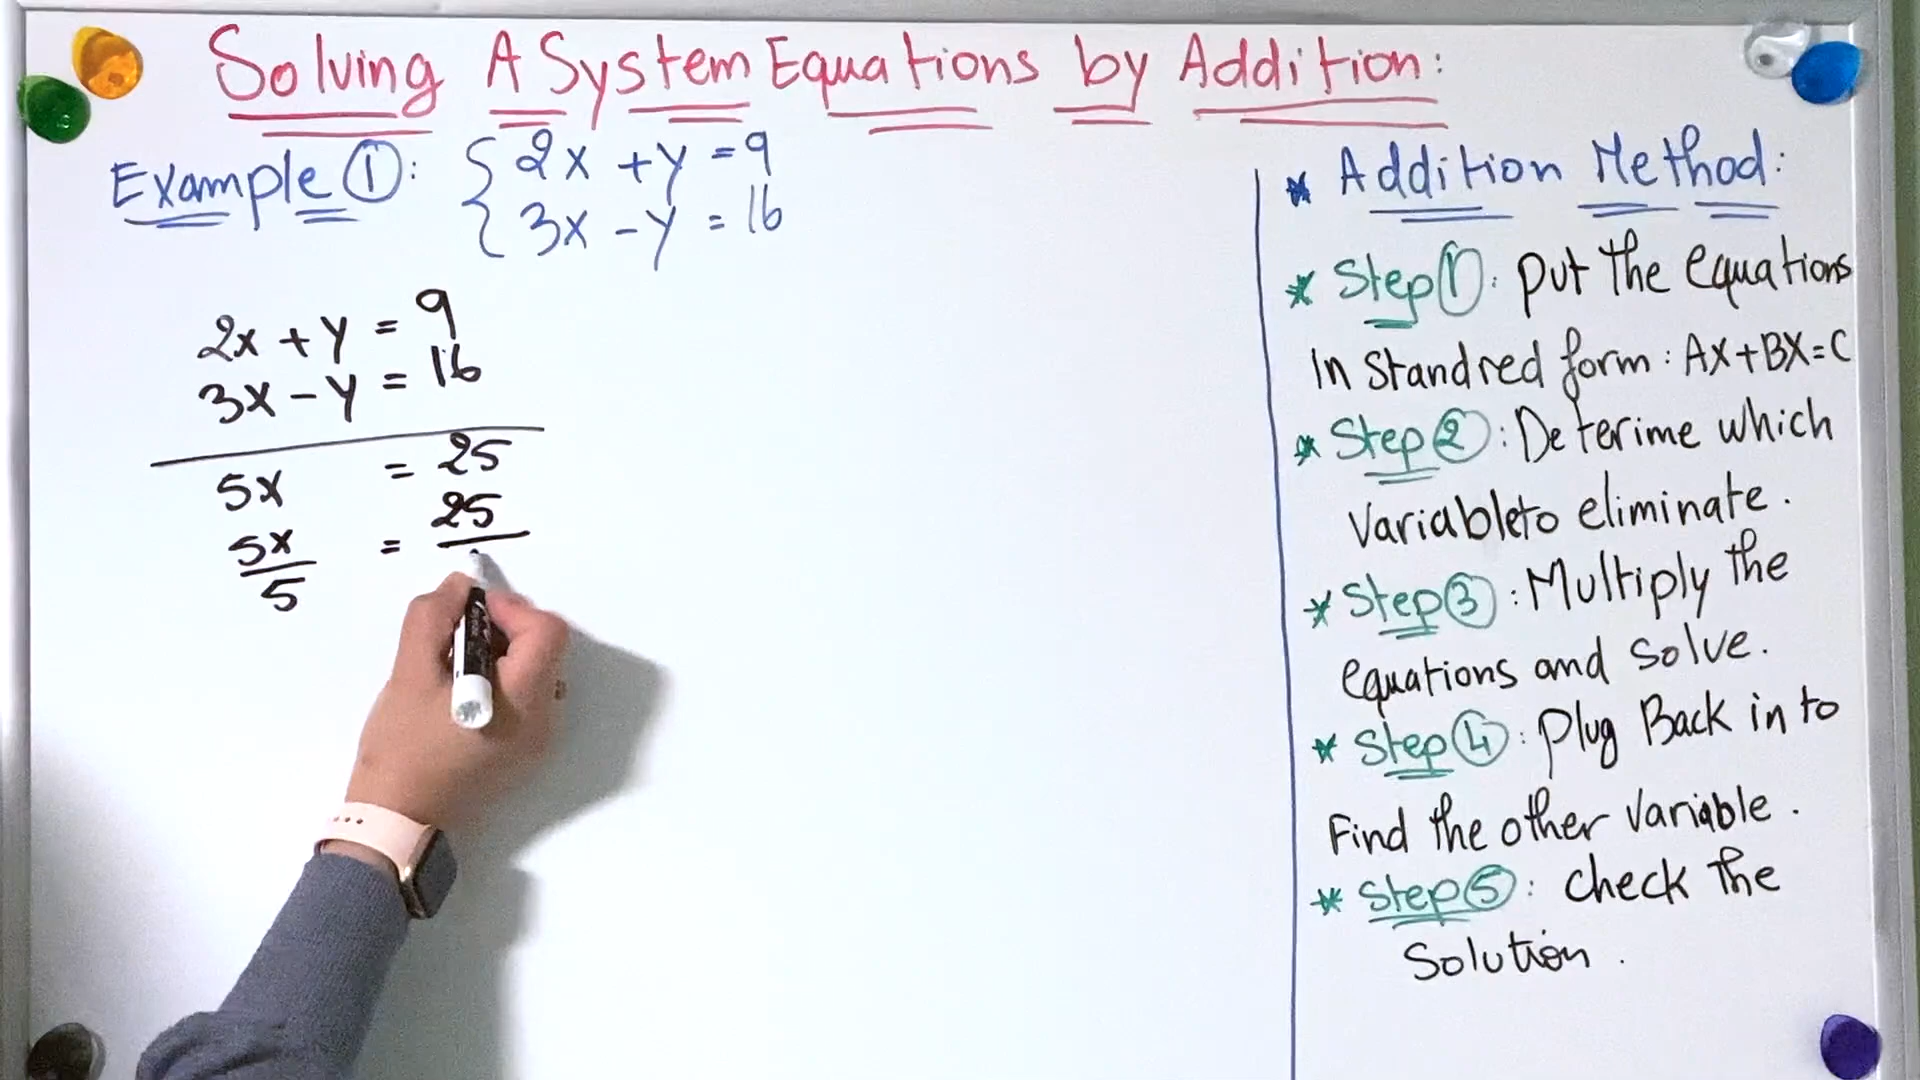 Solving A System Equations by Addition:
Example ①: { 2x + y = 9
3x - y = 16
2x + y = 9
3x - y = 16
5x = 25
5x/5 = 25/
* Addition Method:
* Step ①: put the equations
in standred form: AX+BX=C
* Step ②: Deterime which
Variable to eliminate.
* Step ③: Multiply the
equations and solve.
* Step ④: plug Back in to
Find the other variable.
* Step ⑤: check the
Solution.